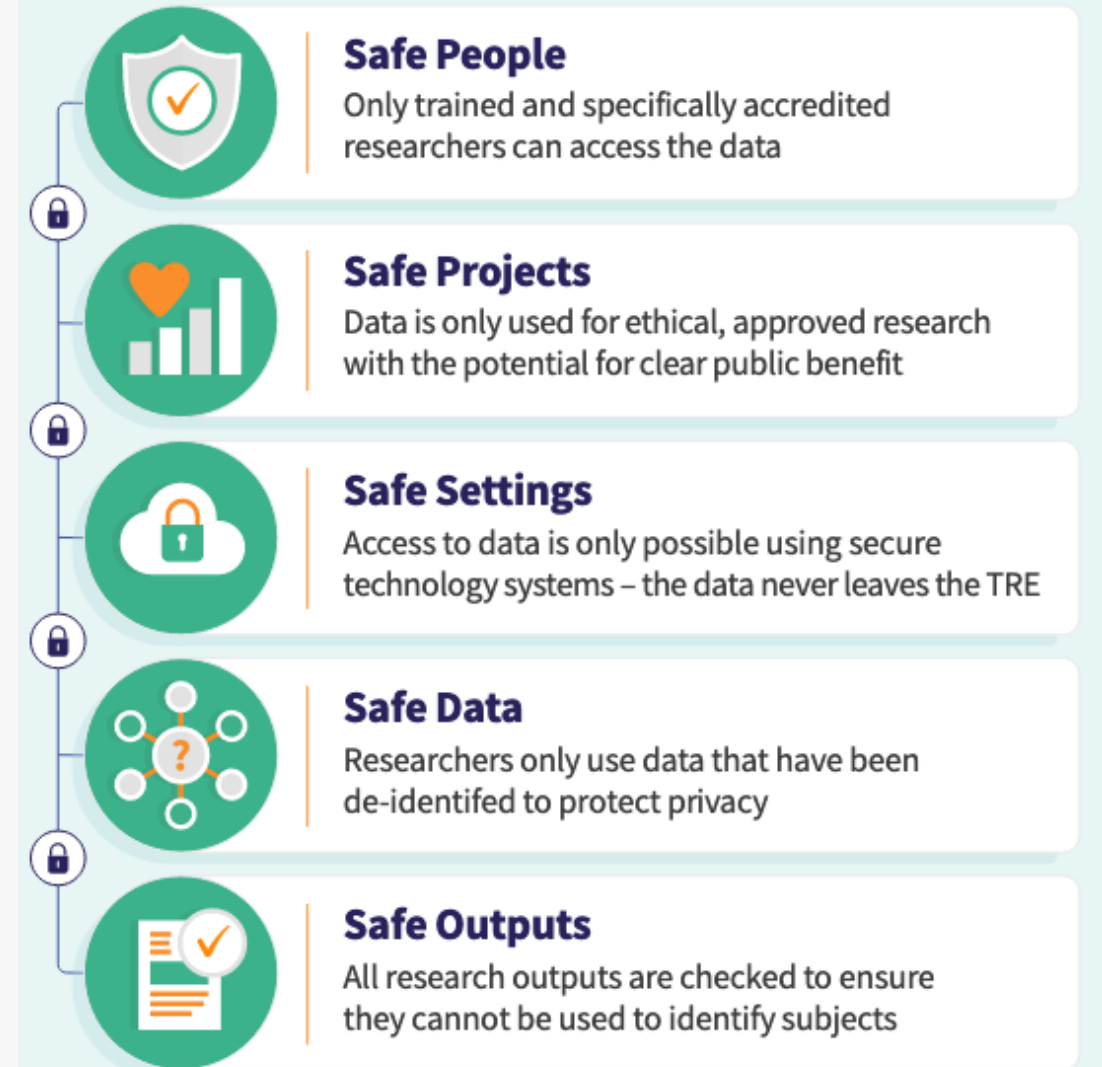 Safe People
Only trained and specifically accredited
researchers can access the data
Safe Projects
Data is only used for ethical, approved research
with the potential for clear public benefit
Safe Settings
Access to data is only possible using secure
technology systems – the data never leaves the TRE
?
Safe Data
Researchers only use data that have been
de-identifed to protect privacy
Safe Outputs
All research outputs are checked to ensure
they cannot be used to identify subjects